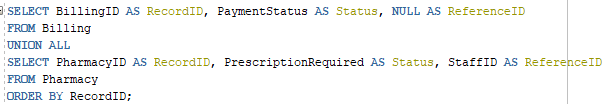 SELECT BillingID AS RecordID, PaymentStatus AS Status, NULL AS ReferenceID
FROM Billing
UNION ALL
SELECT PharmacyID AS RecordID, PrescriptionRequired AS Status, StaffID AS ReferenceID
FROM Pharmacy
ORDER BY RecordID;